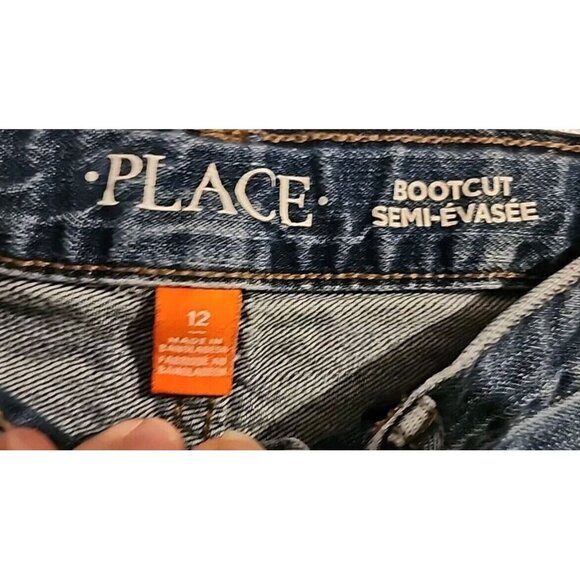 ·PLACE·
BOOTCUT
SEMI-ÉVASÉE
12
MADE IN
BANGLADESH
FABRIQUÉ AU
BANGLADESH